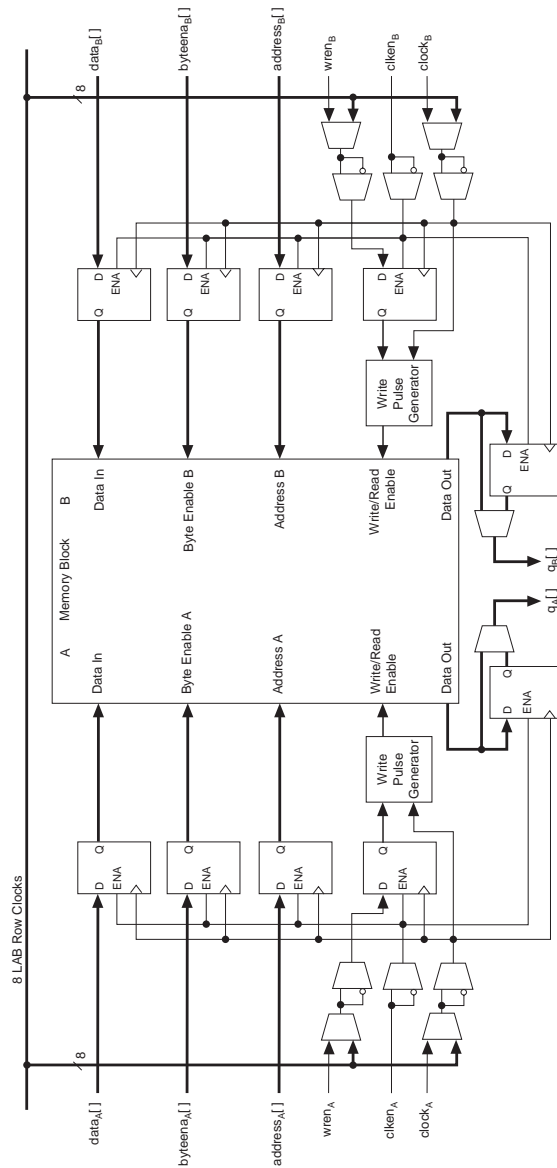 8 LAB Row Clocks
8
data_A[ ]
byteena_A[ ]
address_A[ ]
wren_A
clken_A
clock_A
D Q
ENA
D Q
ENA
D Q
ENA
D Q
ENA
Write
Pulse
Generator
A Memory Block B
Data In
Byte Enable A
Address A
Write/Read
Enable
Data Out
Data In
Byte Enable B
Address B
Write/Read
Enable
Data Out
D Q
ENA
q_A[ ]
D
Q
ENA
q_B[ ]
Write
Pulse
Generator
Q D
ENA
Q D
ENA
Q D
ENA
Q D
ENA
8
data_B[ ]
byteena_B[ ]
address_B[ ]
wren_B
clken_B
clock_B